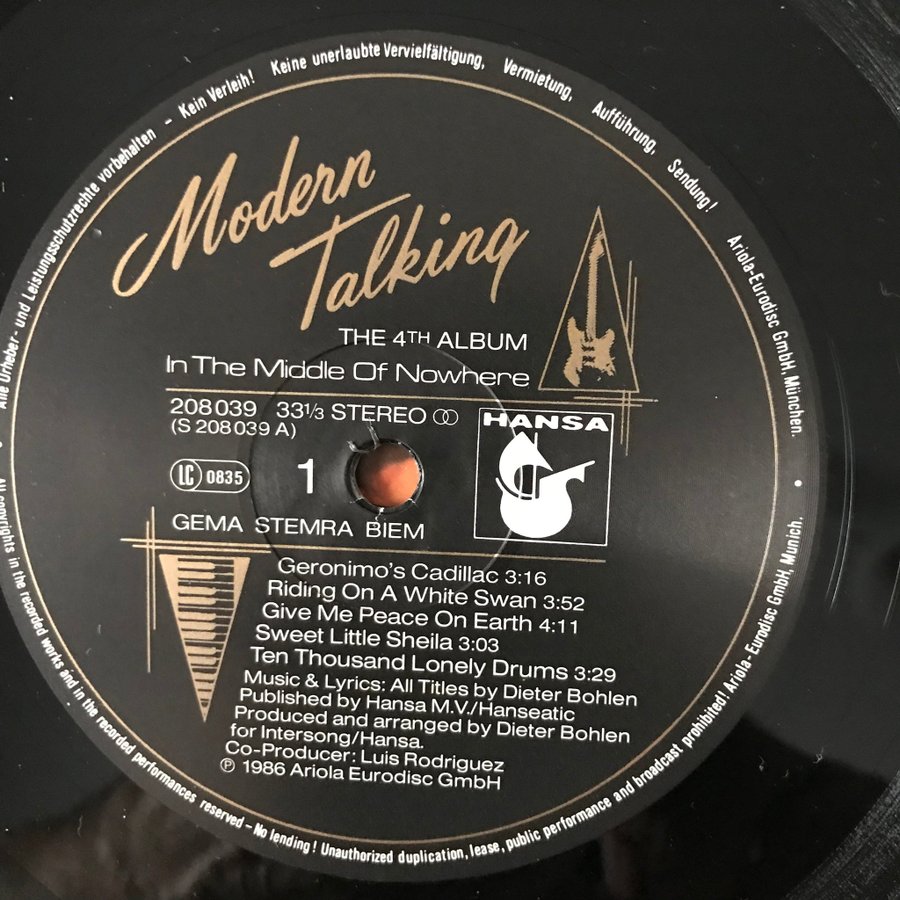 Modern
Talking
THE 4TH ALBUM
In The Middle Of Nowhere
208 039 33 1/3 STEREO
(S 208 039 A)
HANSA
LC 0835
1
GEMA STEMRA BIEM
Geronimo's Cadillac 3:16
Riding On A White Swan 3:52
Give Me Peace On Earth 4:11
Sweet Little Sheila 3:03
Ten Thousand Lonely Drums 3:29
Music & Lyrics: All Titles by Dieter Bohlen
Published by Hansa M.V./Hanseatic
Produced and arranged by Dieter Bohlen
for Intersong/Hansa.
Co-Producer: Luis Rodriguez
℗ 1986 Ariola Eurodisc GmbH
Alle Urheber- und Leistungsschutzrechte vorbehalten – Kein Verleih! Keine unerlaubte Vervielfältigung, Vermietung, Aufführung, Sendung! Ariola-Eurodisc GmbH, München.
All copyrights in the recorded works and in the recorded performances reserved – No lending! Unauthorized duplication, lease, public performance and broadcast prohibited! Ariola-Eurodisc GmbH, Munich.